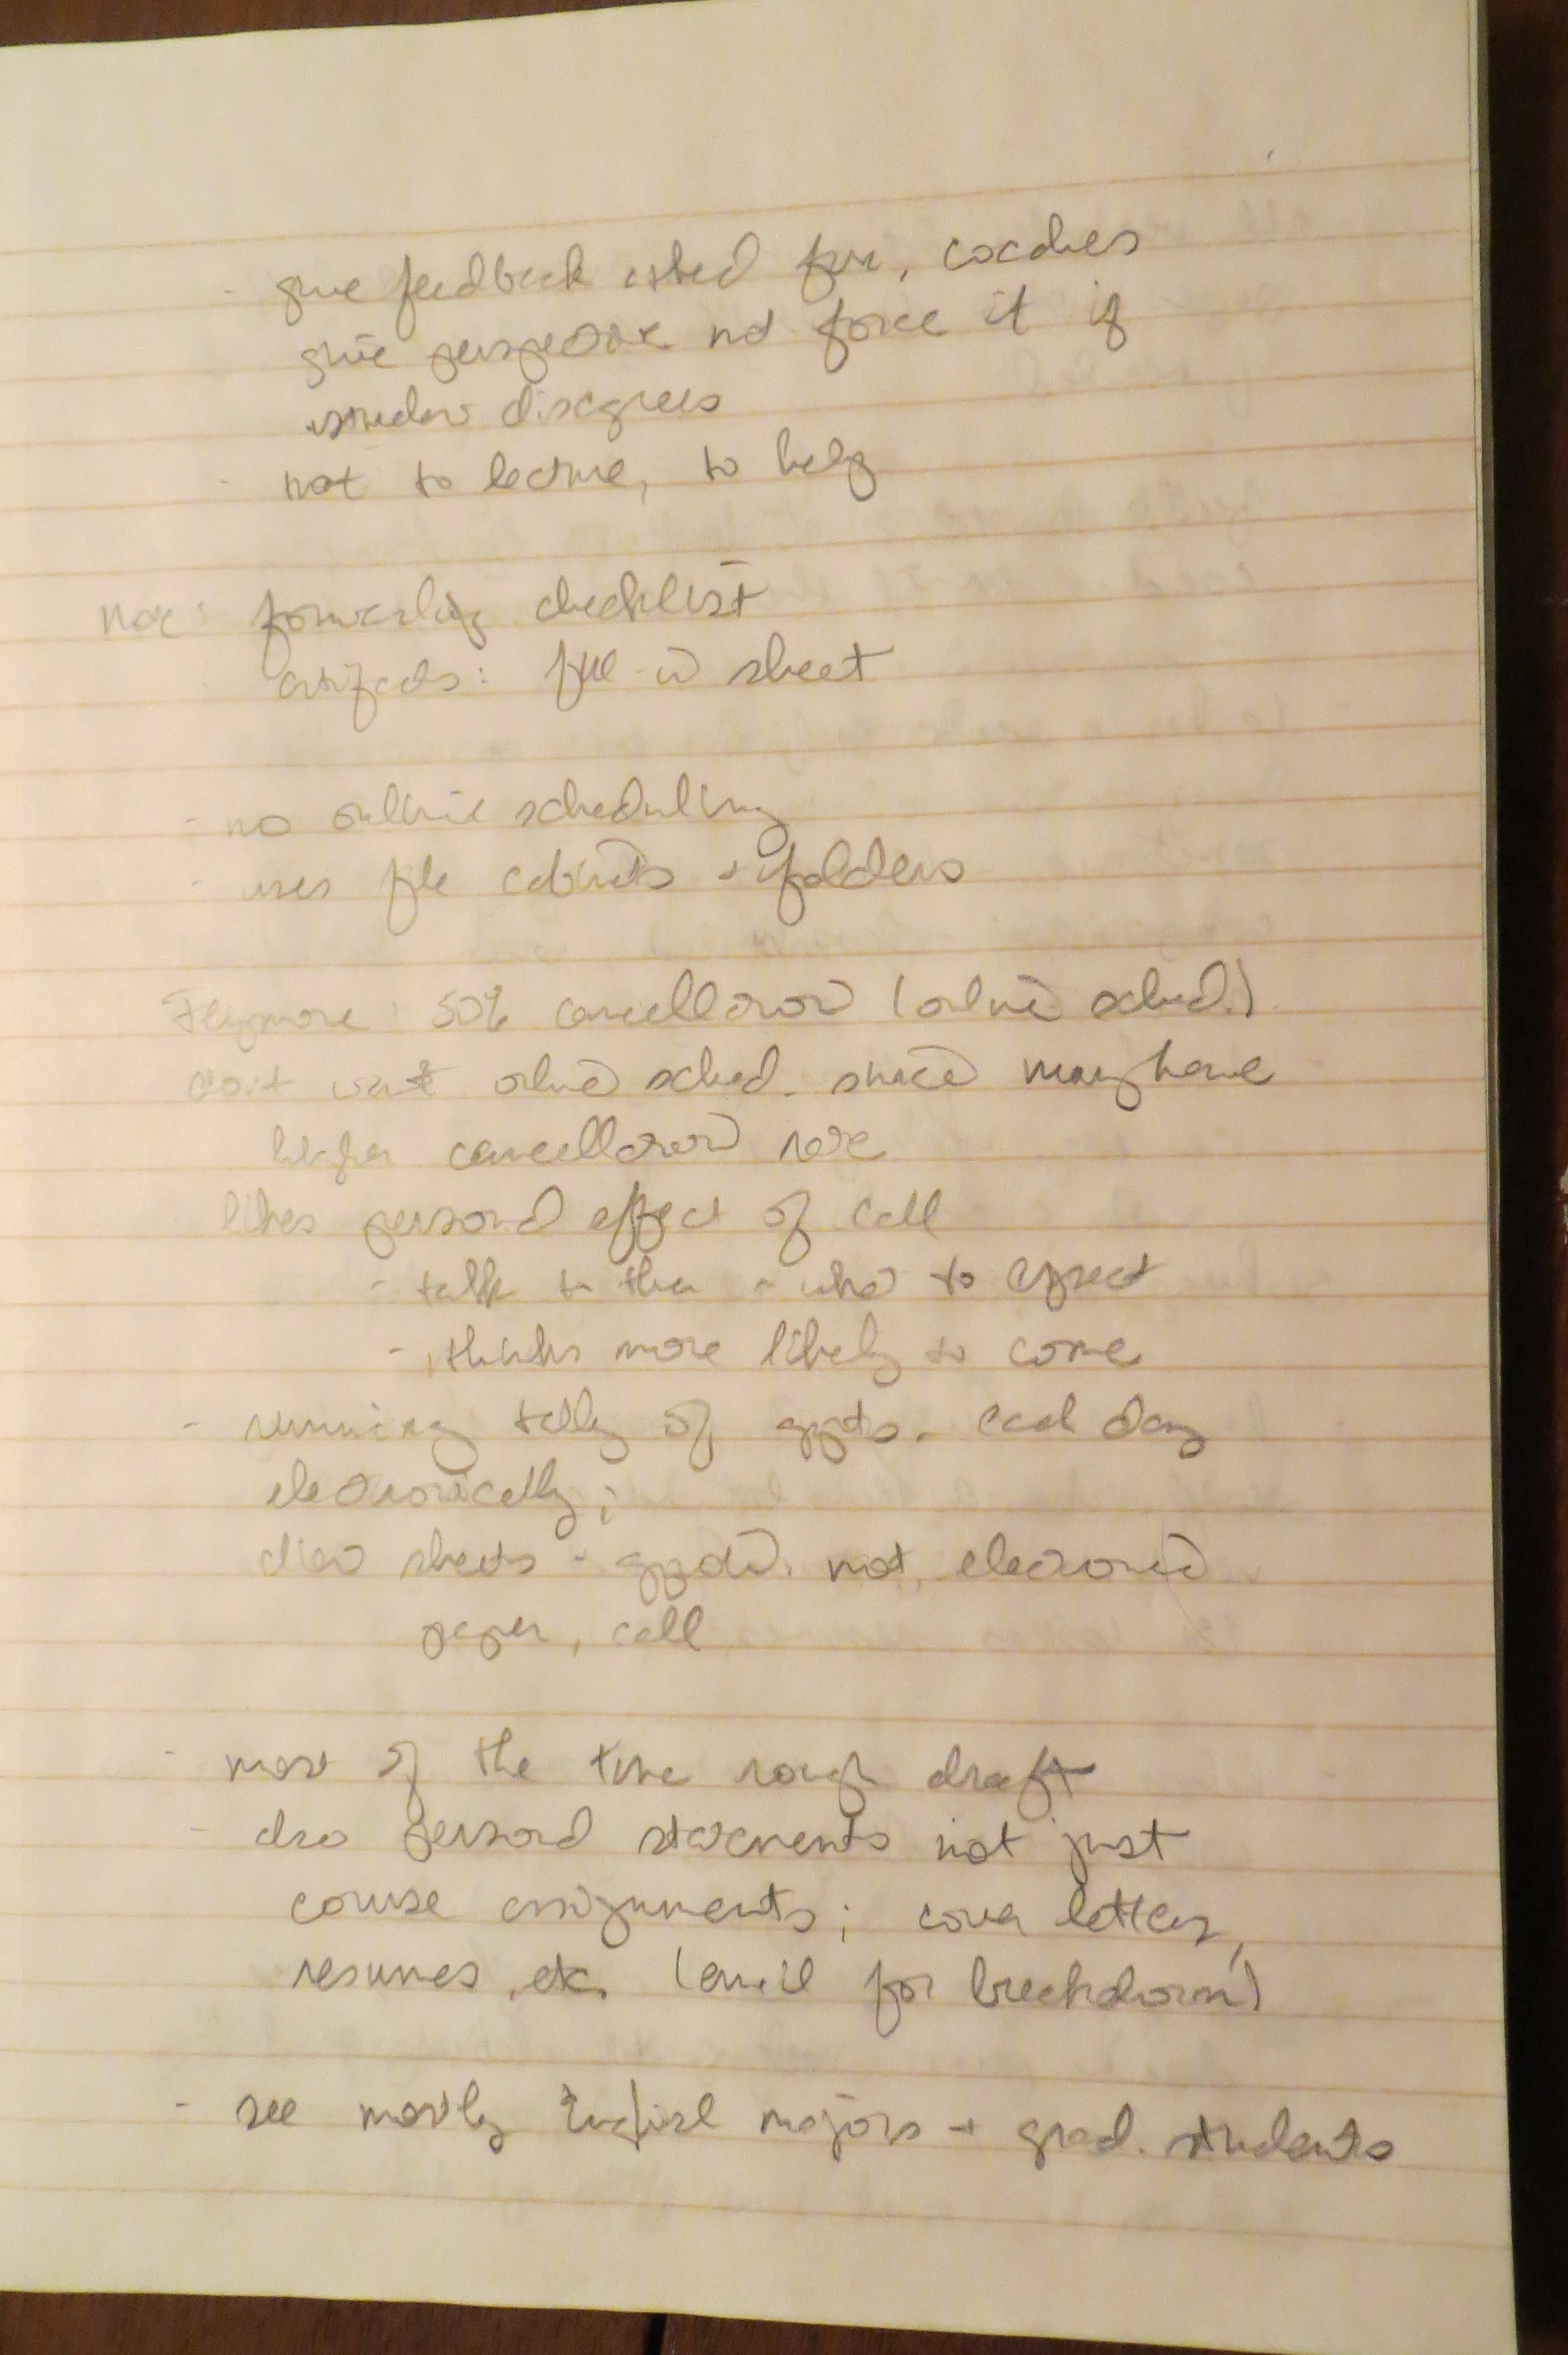 - give feedback asked for, coaches
give perspective not force it if
student disagrees
- not to lecture, to help
note: checklist
artifacts: fill in sheet
- no online scheduling
- uses file cabinets + folders
50% cancellation (online sched.)
don't want online sched. since may have
higher cancellation rate
likes personal effect of call
- talk to them - what to expect
- thinks more likely to come
- running tally of appts. each day
electronically;
sheets - not electronic
paper, call
- most of the time rough draft
- also personal statements not just
course assignments; cover letters,
resumes, etc. (email for breakdown)
- see mostly English majors + grad. students